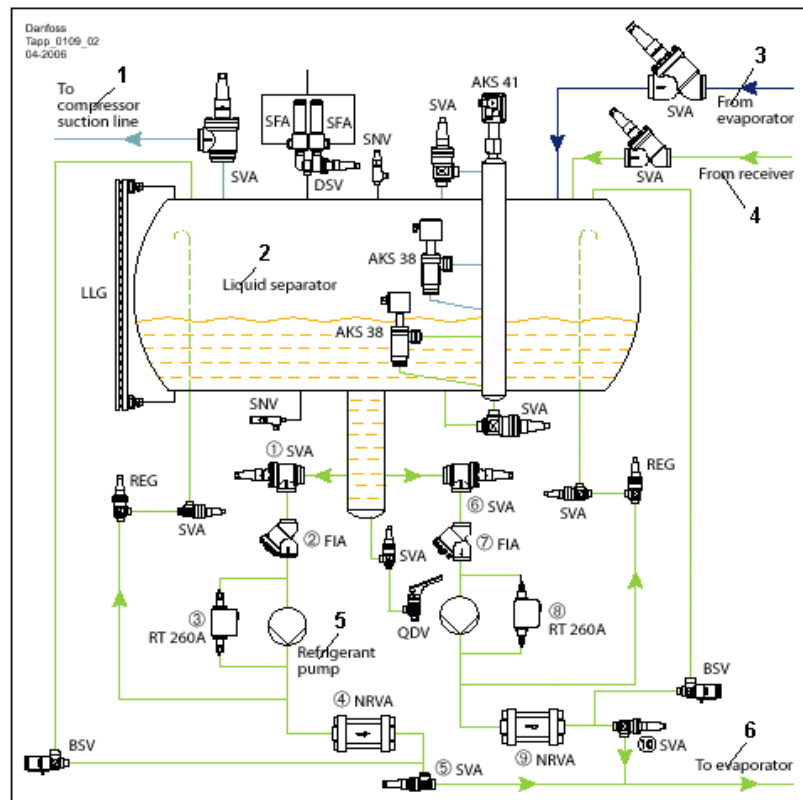 Danfoss
Tapp_0109_02
04-2006
1
To
compressor
suction line
SVA
SFA
SFA
DSV
SNV
SVA
AKS 41
3
From
evaporator
SVA
From receiver
SVA
4
LLG
2
Liquid separator
AKS 38
AKS 38
SNV
SVA
① SVA
REG
SVA
⑥ SVA
REG
SVA
② FIA
⑦ FIA
SVA
QDV
③
RT 260A
5
Refrigerant
pump
⑧
RT 260A
④ NRVA
BSV
⑨ NRVA
⑩ SVA
BSV
⑤ SVA
6
To evaporator